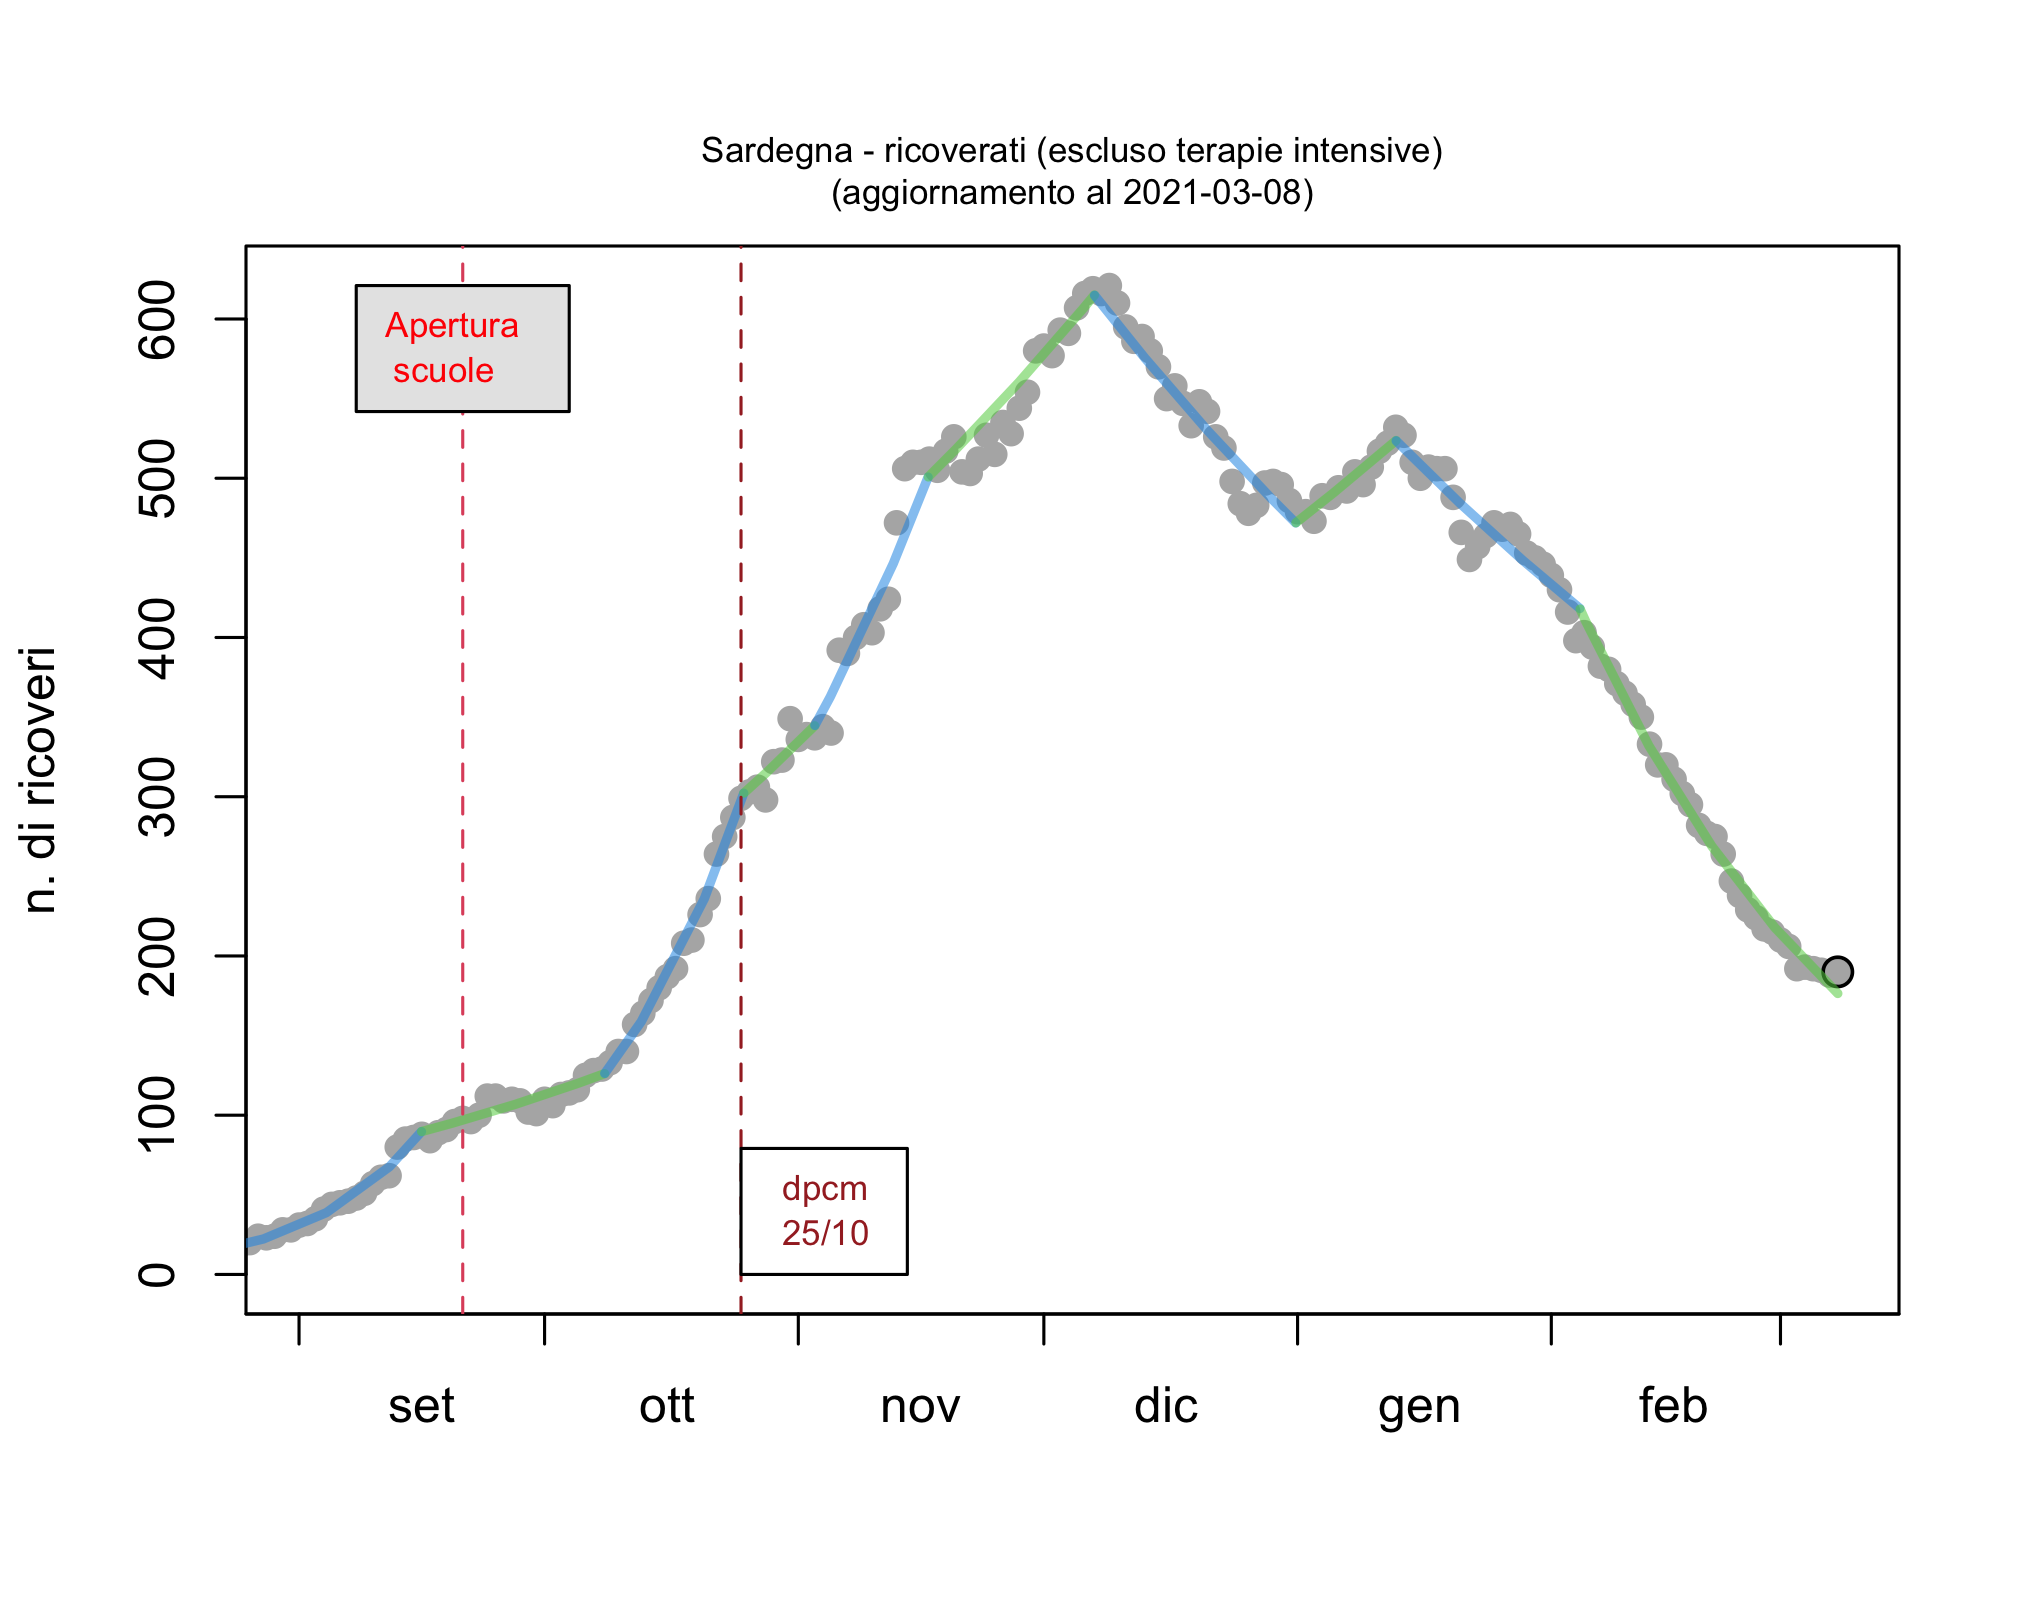 Sardegna - ricoverati (escluso terapie intensive)
(aggiornamento al 2021-03-08)
n. di ricoveri
600
500
400
300
200
100
0
Apertura
scuole
dpcm
25/10
set ott nov dic gen feb